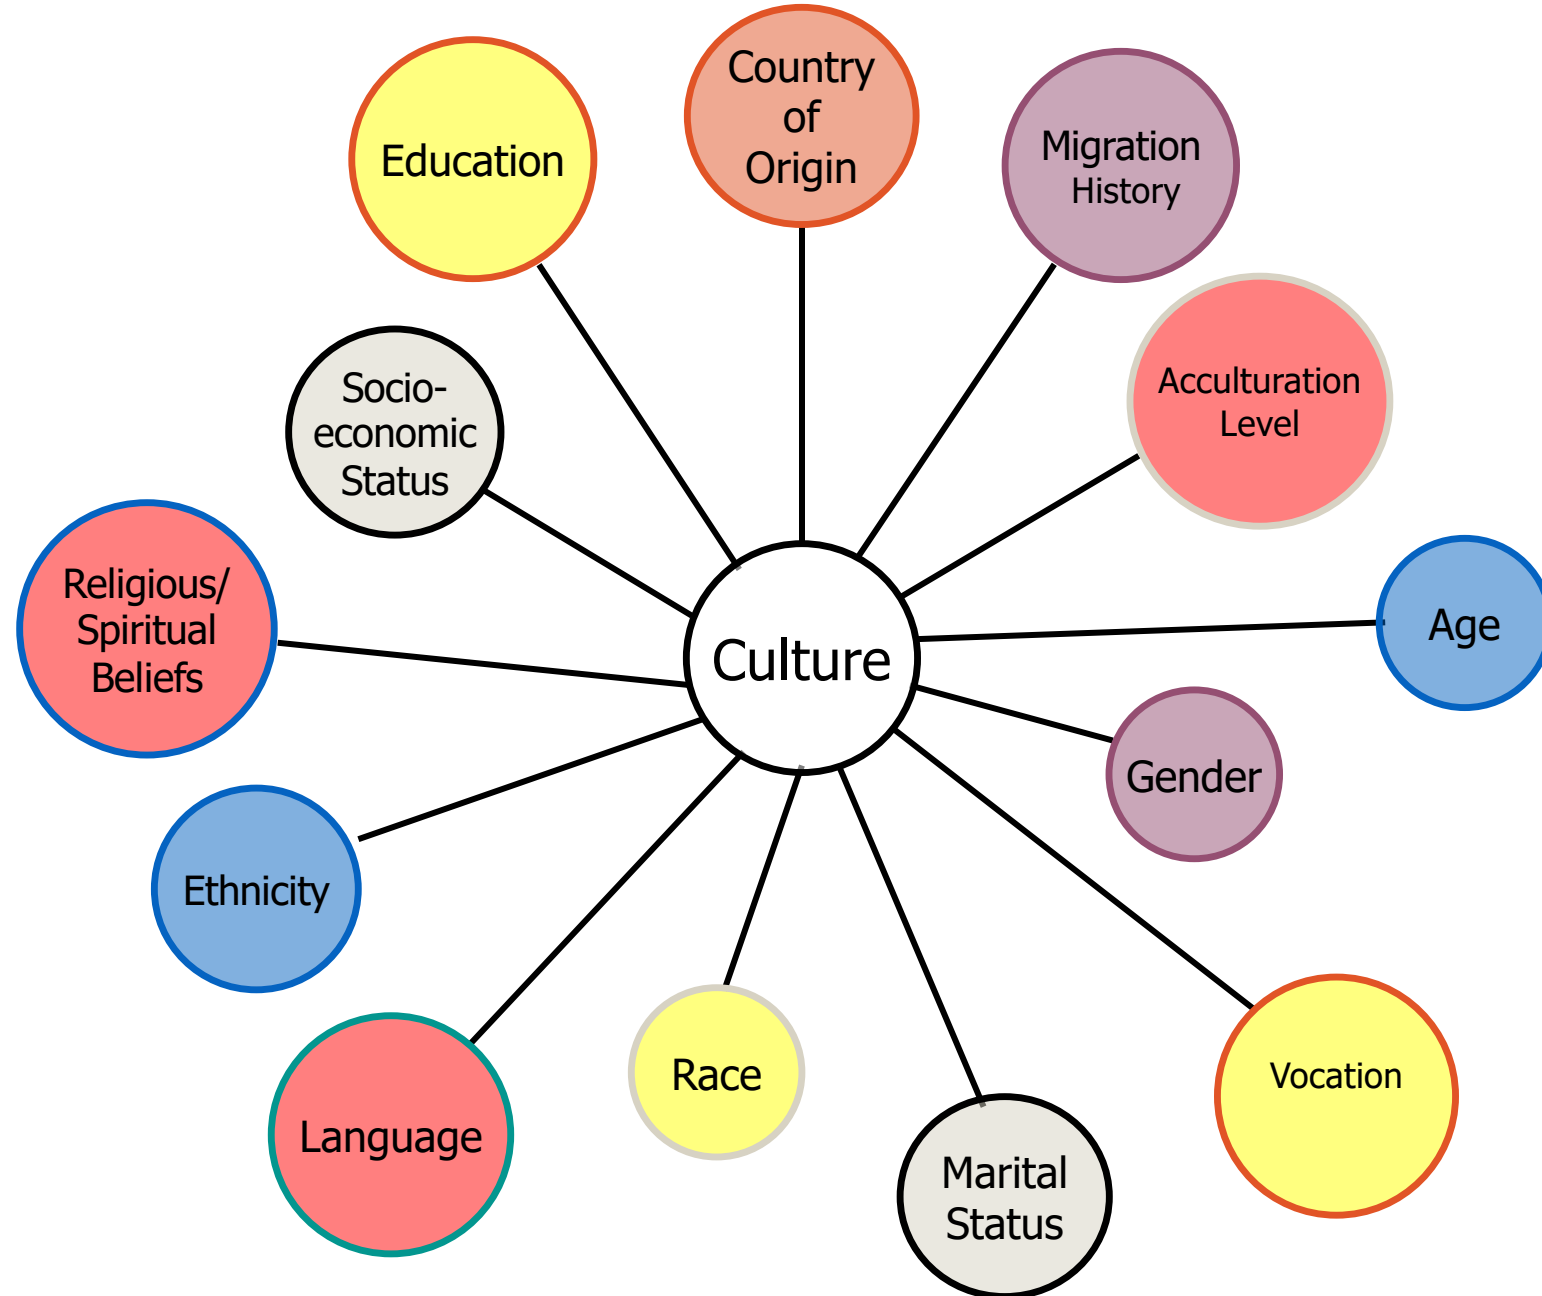 Country
of
Origin
Education
Migration
History
Acculturation
Level
Socio-
economic
Status
Religious/
Spiritual
Beliefs
Age
Culture
Gender
Ethnicity
Language
Race
Vocation
Marital
Status